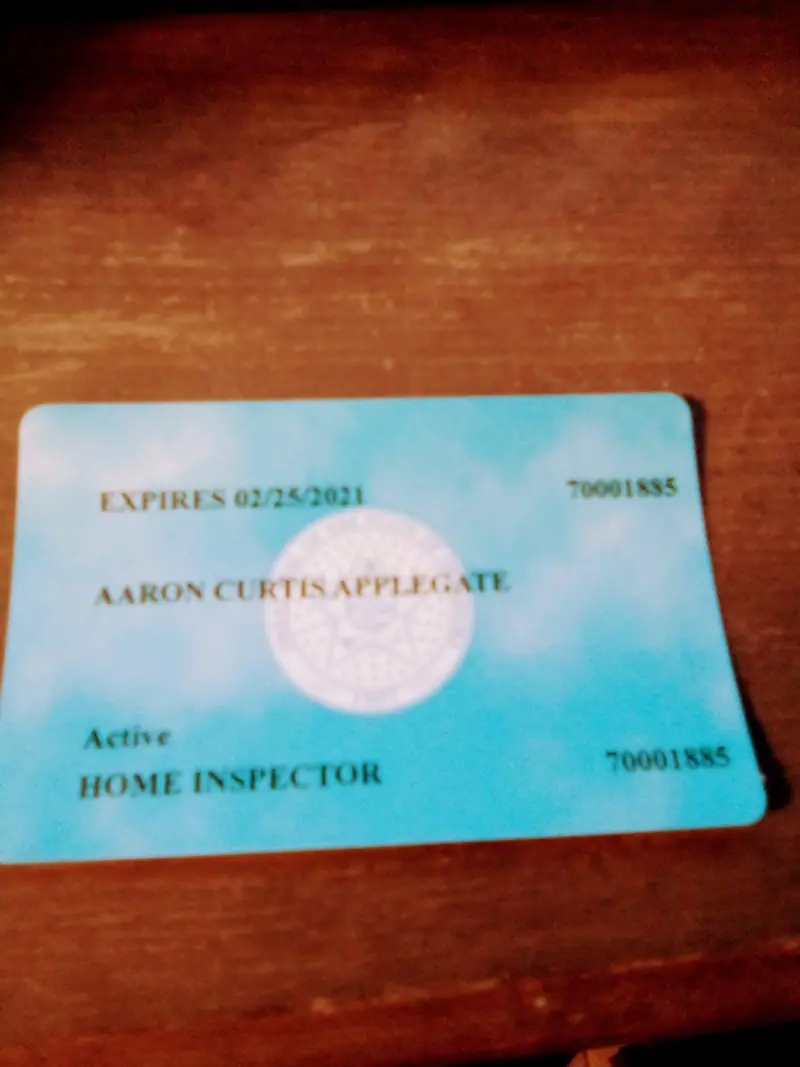 EXPIRES 02/25/2021 70001885
AARON CURTIS APPLEGATE
Active
HOME INSPECTOR 70001885